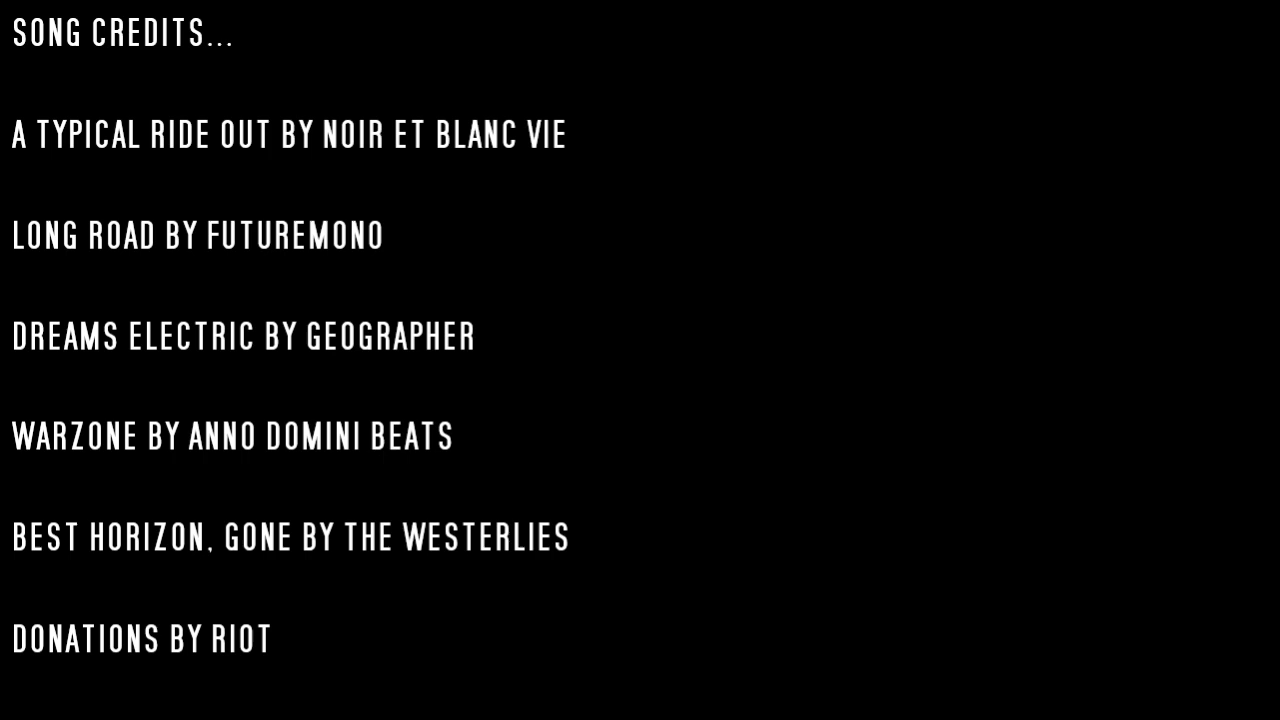 SONG CREDITS...
A TYPICAL RIDE OUT BY NOIR ET BLANC VIE
LONG ROAD BY FUTUREMONO
DREAMS ELECTRIC BY GEOGRAPHER
WARZONE BY ANNO DOMINI BEATS
BEST HORIZON, GONE BY THE WESTERLIES
DONATIONS BY RIOT